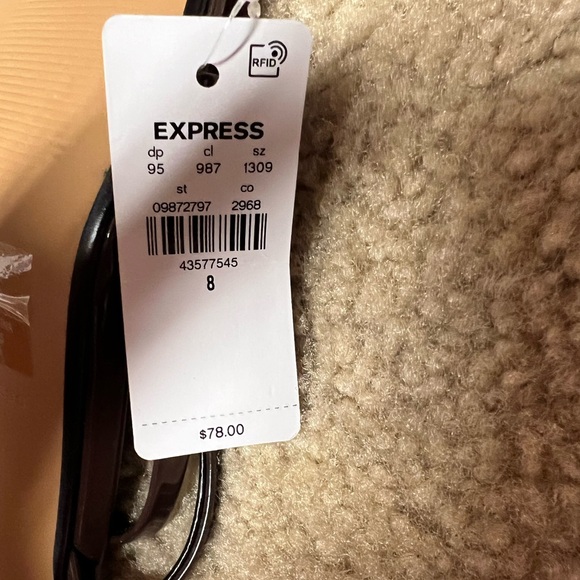 RFID
EXPRESS
dp cl sz
95 987 1309
st co
09872797 2968
43577545
8
$78.00